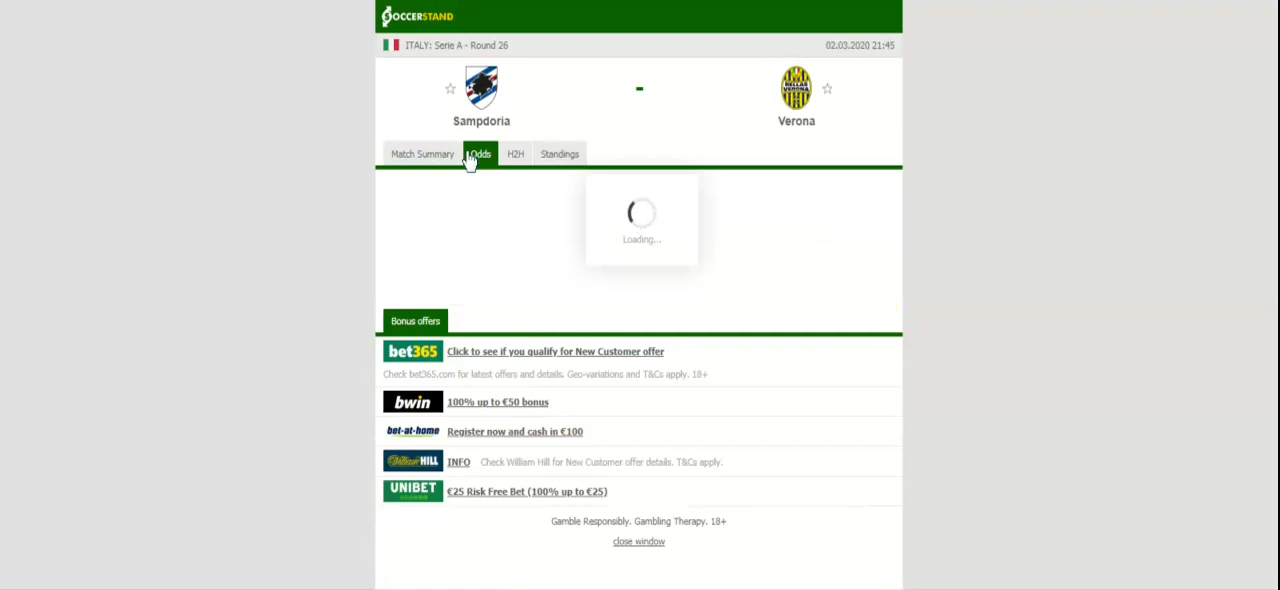 SOCCERSTAND
ITALY: Serie A - Round 26 02.03.2020 21:45
-
HELLAS VERONA
Sampdoria Verona
Match Summary Odds H2H Standings
Loading...
Bonus offers
bet365 Click to see if you qualify for New Customer offer
Check bet365.com for latest offers and details. Geo-variations and T&Cs apply. 18+
bwin 100% up to €50 bonus
bet-at-home Register now and cash in €100
William HILL INFO Check William Hill for New Customer offer details. T&Cs apply.
UNIBET €25 Risk Free Bet (100% up to €25)
Gamble Responsibly. Gambling Therapy. 18+
close window